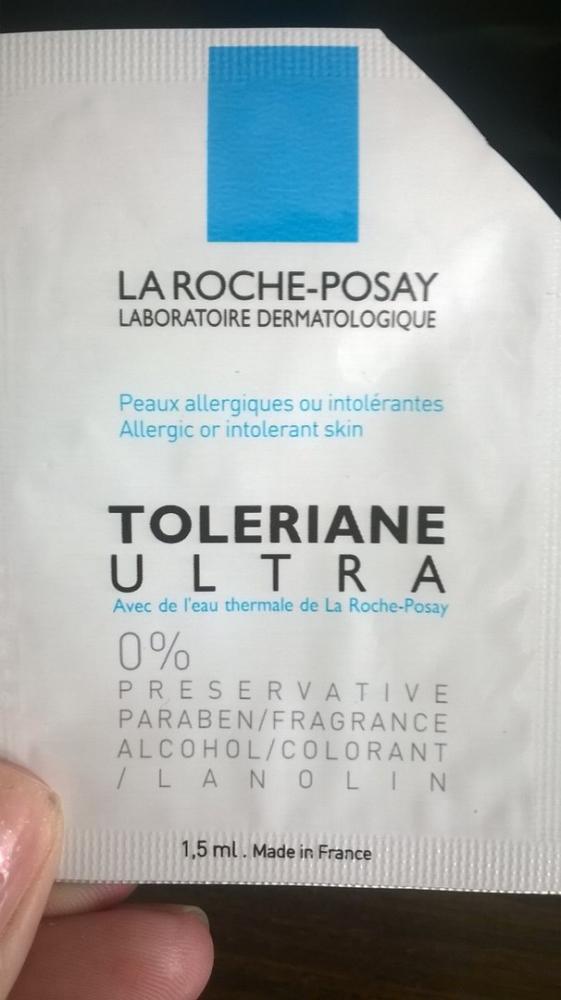 LA ROCHE-POSAY
LABORATOIRE DERMATOLOGIQUE
Peaux allergiques ou intolérantes
Allergic or intolerant skin
TOLERIANE
ULTRA
Avec de l'eau thermale de La Roche-Posay
0%
PRESERVATIVE
PARABEN/FRAGRANCE
ALCOHOL/COLORANT
/LANOLIN
1,5 ml . Made in France